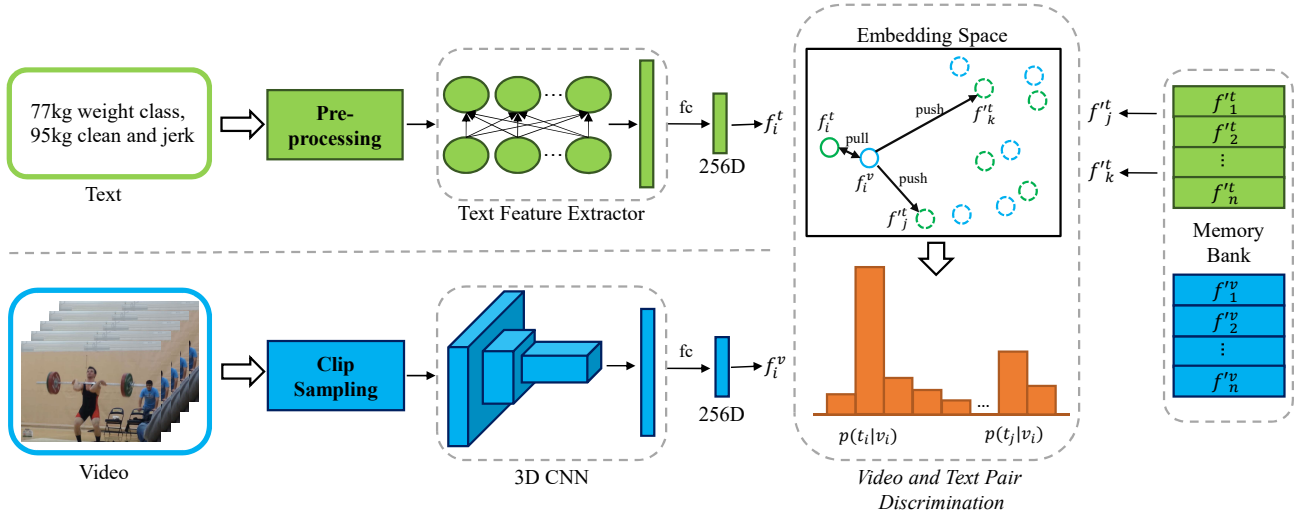 77kg weight class,
95kg clean and jerk
Text
Pre-
processing
...
...
Text Feature Extractor
fc
256D
f_i^t
Embedding Space
f_i^t
pull
f_i^v
push
f'_k^t
push
f'_j^t
f'_j^t
f'_k^t
f'_1^t
f'_2^t
⋮
f'_n^t
Memory
Bank
f'_1^v
f'_2^v
⋮
f'_n^v
Video
Clip
Sampling
3D CNN
fc
256D
f_i^v
...
p(t_i|v_i)
p(t_j|v_i)
Video and Text Pair
Discrimination